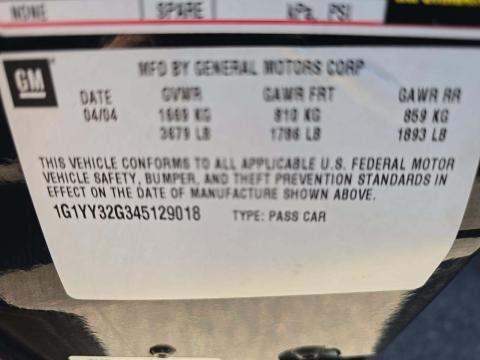 NONE SPARE kPa, PSI
GM
MFD BY GENERAL MOTORS CORP
DATE GVWR GAWR FRT GAWR RR
04/04 1669 KG 810 KG 859 KG
3679 LB 1786 LB 1893 LB
THIS VEHICLE CONFORMS TO ALL APPLICABLE U.S. FEDERAL MOTOR
VEHICLE SAFETY, BUMPER, AND THEFT PREVENTION STANDARDS IN
EFFECT ON THE DATE OF MANUFACTURE SHOWN ABOVE.
1G1YY32G345129018 TYPE: PASS CAR